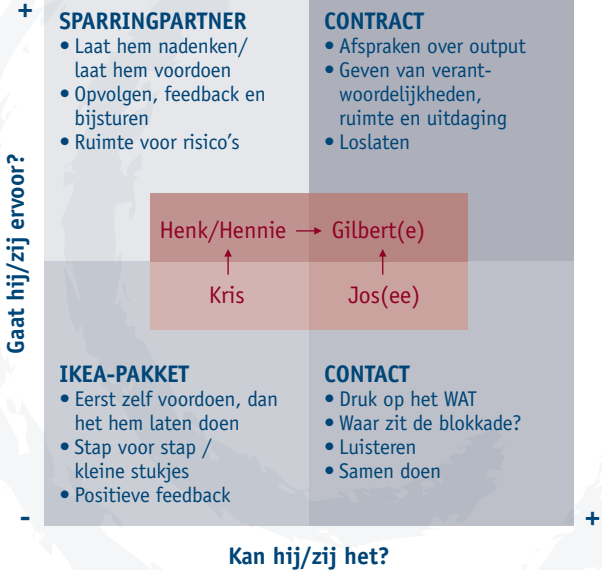 +
SPARRINGPARTNER
• Laat hem nadenken/
laat hem voordoen
• Opvolgen, feedback en
bijsturen
• Ruimte voor risico's
CONTRACT
• Afspraken over output
• Geven van verant-
woordelijkheden,
ruimte en uitdaging
• Loslaten
Gaat hij/zij ervoor?
Henk/Hennie → Gilbert(e)
Kris
Jos(ee)
IKEA-PAKKET
• Eerst zelf voordoen, dan
het hem laten doen
• Stap voor stap /
kleine stukjes
• Positieve feedback
CONTACT
• Druk op het WAT
• Waar zit de blokkade?
• Luisteren
• Samen doen
-
+
Kan hij/zij het?